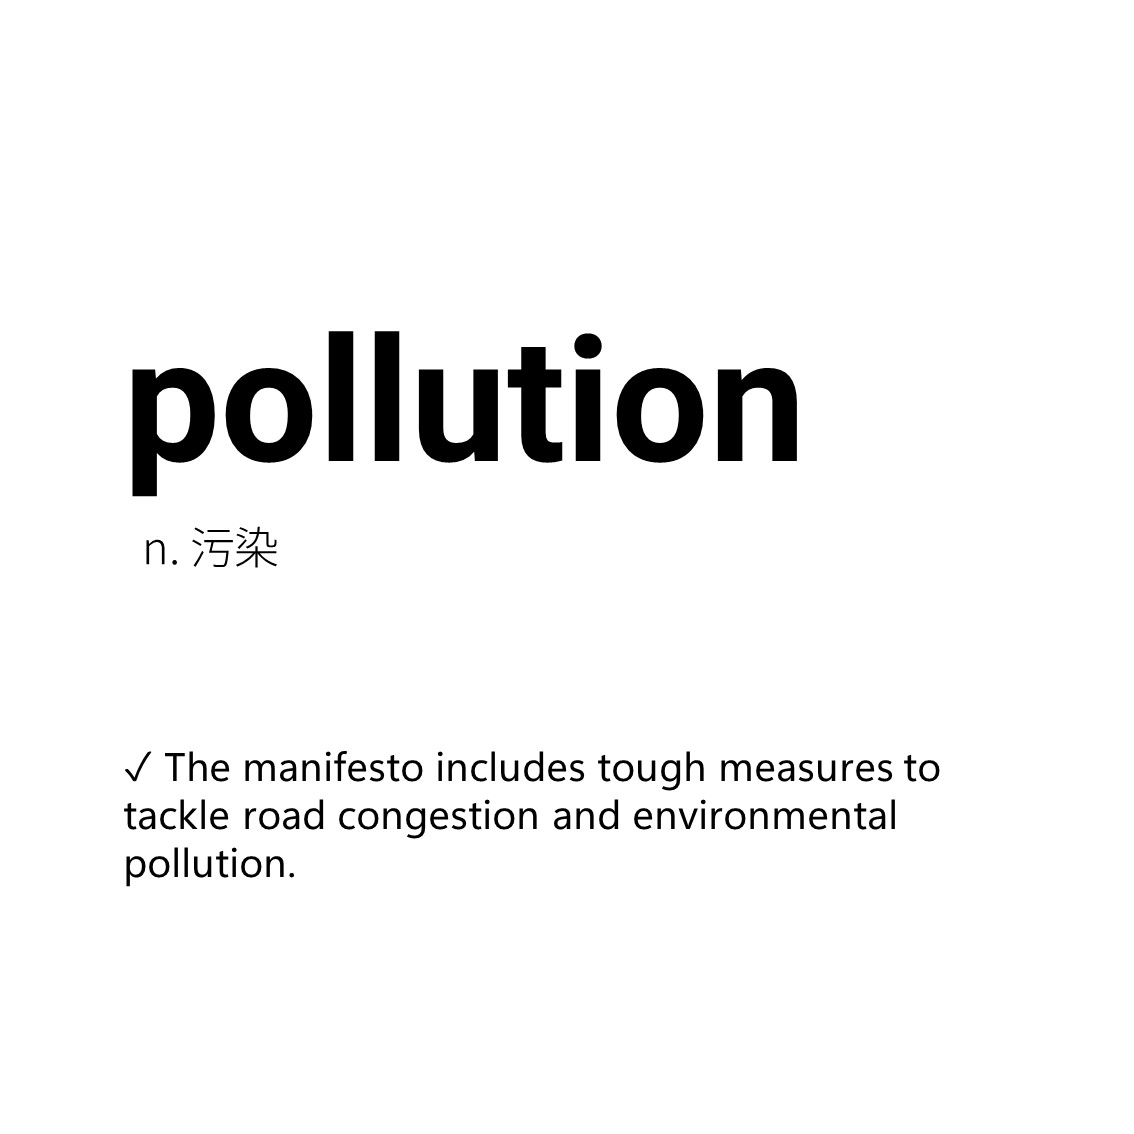 pollution
n. 污染
✓ The manifesto includes tough measures to
tackle road congestion and environmental
pollution.